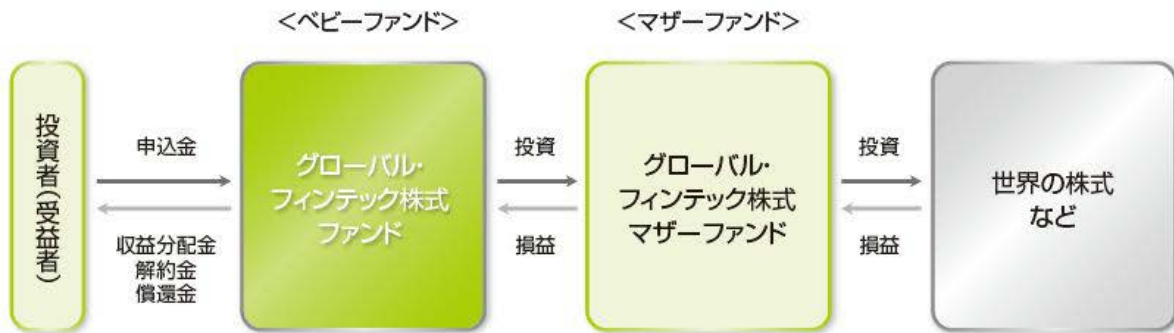 ＜ベビーファンド＞
＜マザーファンド＞
投資者(受益者)
申込金
収益分配金
解約金
償還金
グローバル・
フィンテック株式
ファンド
投資
損益
グローバル・
フィンテック株式
マザーファンド
投資
損益
世界の株式
など